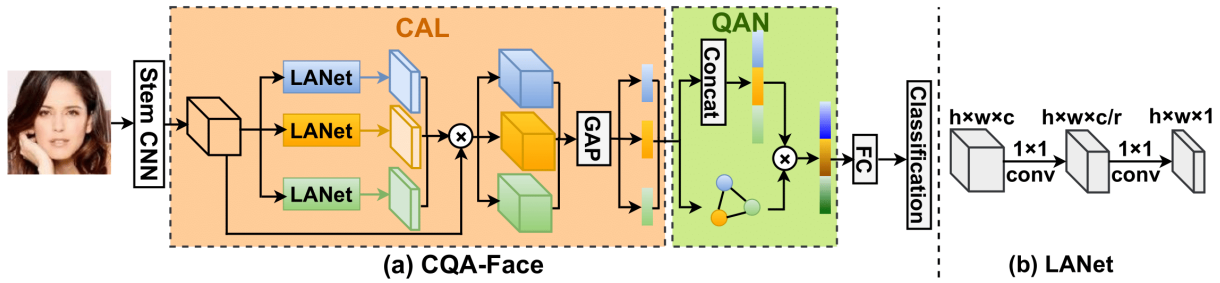 CAL
QAN
Stem CNN
LANet
LANet
LANet
×
GAP
Concat
×
FC
Classification
(a) CQA-Face
h×w×c
h×w×c/r
h×w×1
1×1
conv
1×1
conv
(b) LANet